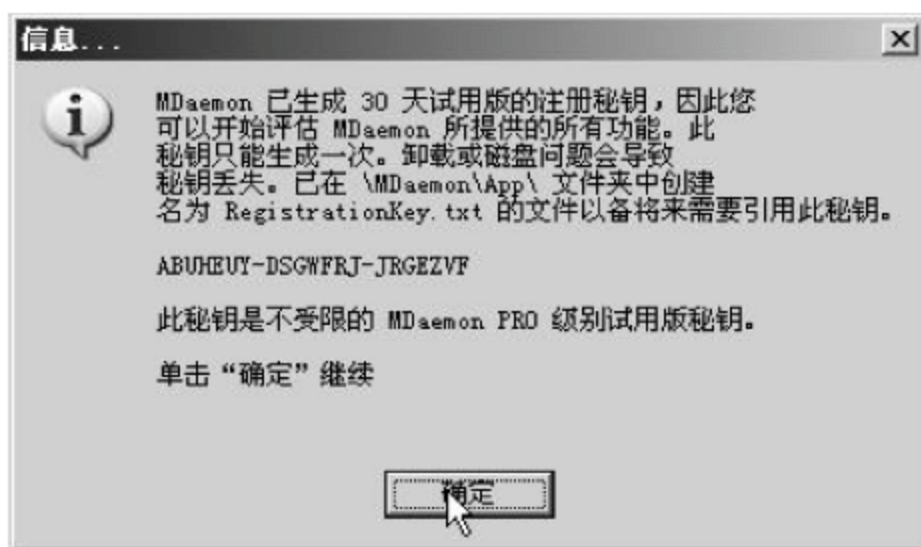 信息...
MDaemon 已生成 30 天试用版的注册秘钥，因此您
可以开始评估 MDaemon 所提供的所有功能。此
秘钥只能生成一次。卸载或磁盘问题会导致
秘钥丢失。已在 \MDaemon\App\ 文件夹中创建
名为 RegistrationKey.txt 的文件以备将来需要引用此秘钥。
ABUHEUY-DSGWFRJ-JRGEZVF
此秘钥是不受限的 MDaemon PRO 级别试用版秘钥。
单击“确定”继续
确定